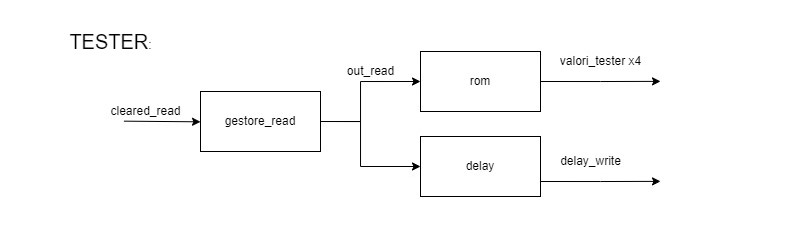 TESTER:
cleared_read
gestore_read
out_read
rom
valori_tester x4
delay
delay_write